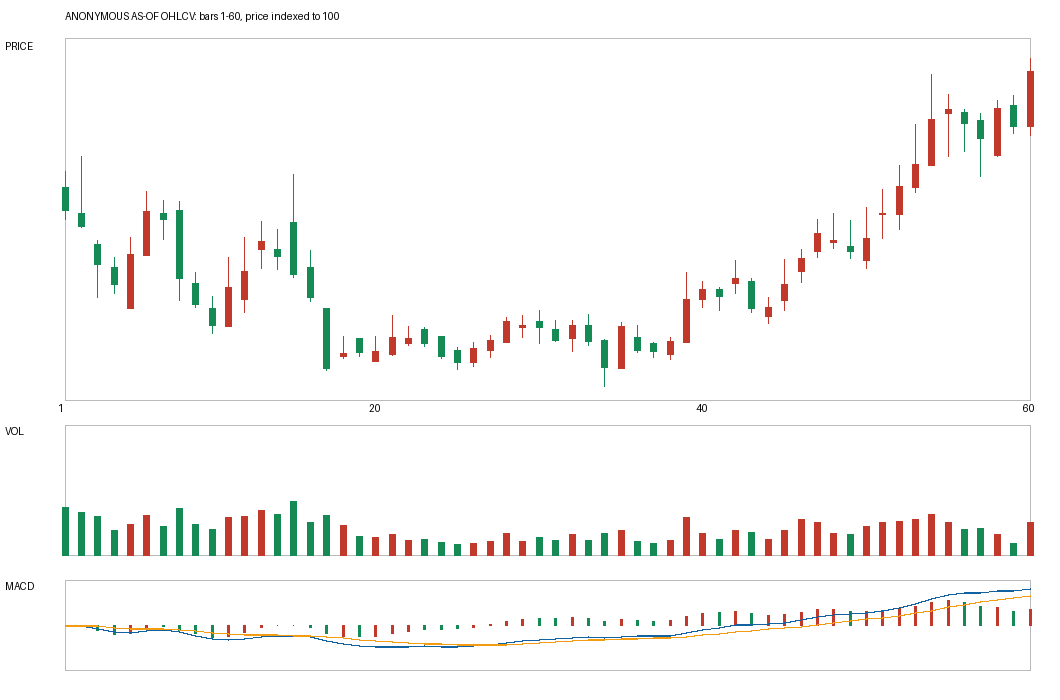 ANONYMOUS AS-OF OHLCV: bars 1-60, price indexed to 100
PRICE
1 20 40 60
VOL
MACD